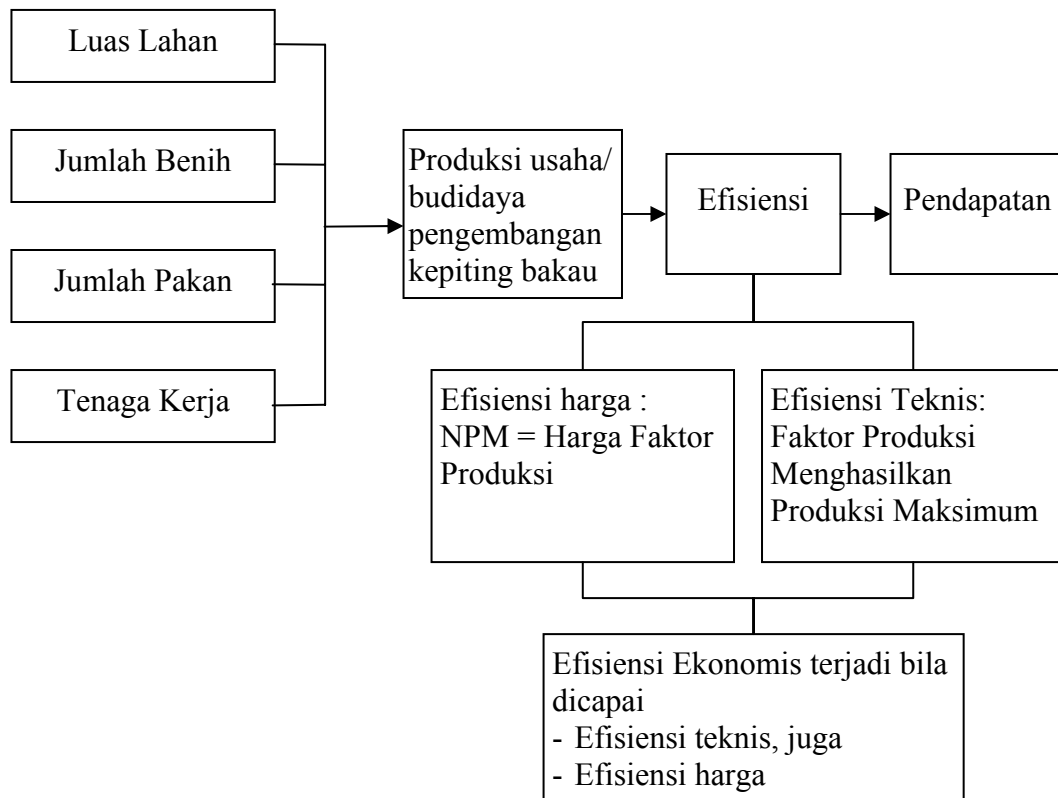 Luas Lahan
Jumlah Benih
Jumlah Pakan
Tenaga Kerja
Produksi usaha/
budidaya
pengembangan
kepiting bakau
Efisiensi
Pendapatan
Efisiensi harga :
NPM = Harga Faktor
Produksi
Efisiensi Teknis:
Faktor Produksi
Menghasilkan
Produksi Maksimum
Efisiensi Ekonomis terjadi bila
dicapai
- Efisiensi teknis, juga
- Efisiensi harga